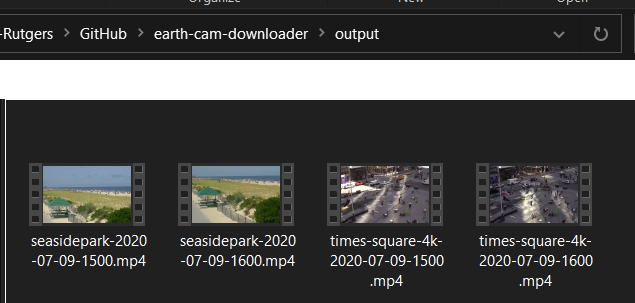 Organize
New
Open
-Rutgers > GitHub > earth-cam-downloader > output
seasidepark-2020
-07-09-1500.mp4
seasidepark-2020
-07-09-1600.mp4
times-square-4k-
2020-07-09-1500
.mp4
times-square-4k-
2020-07-09-1600
.mp4